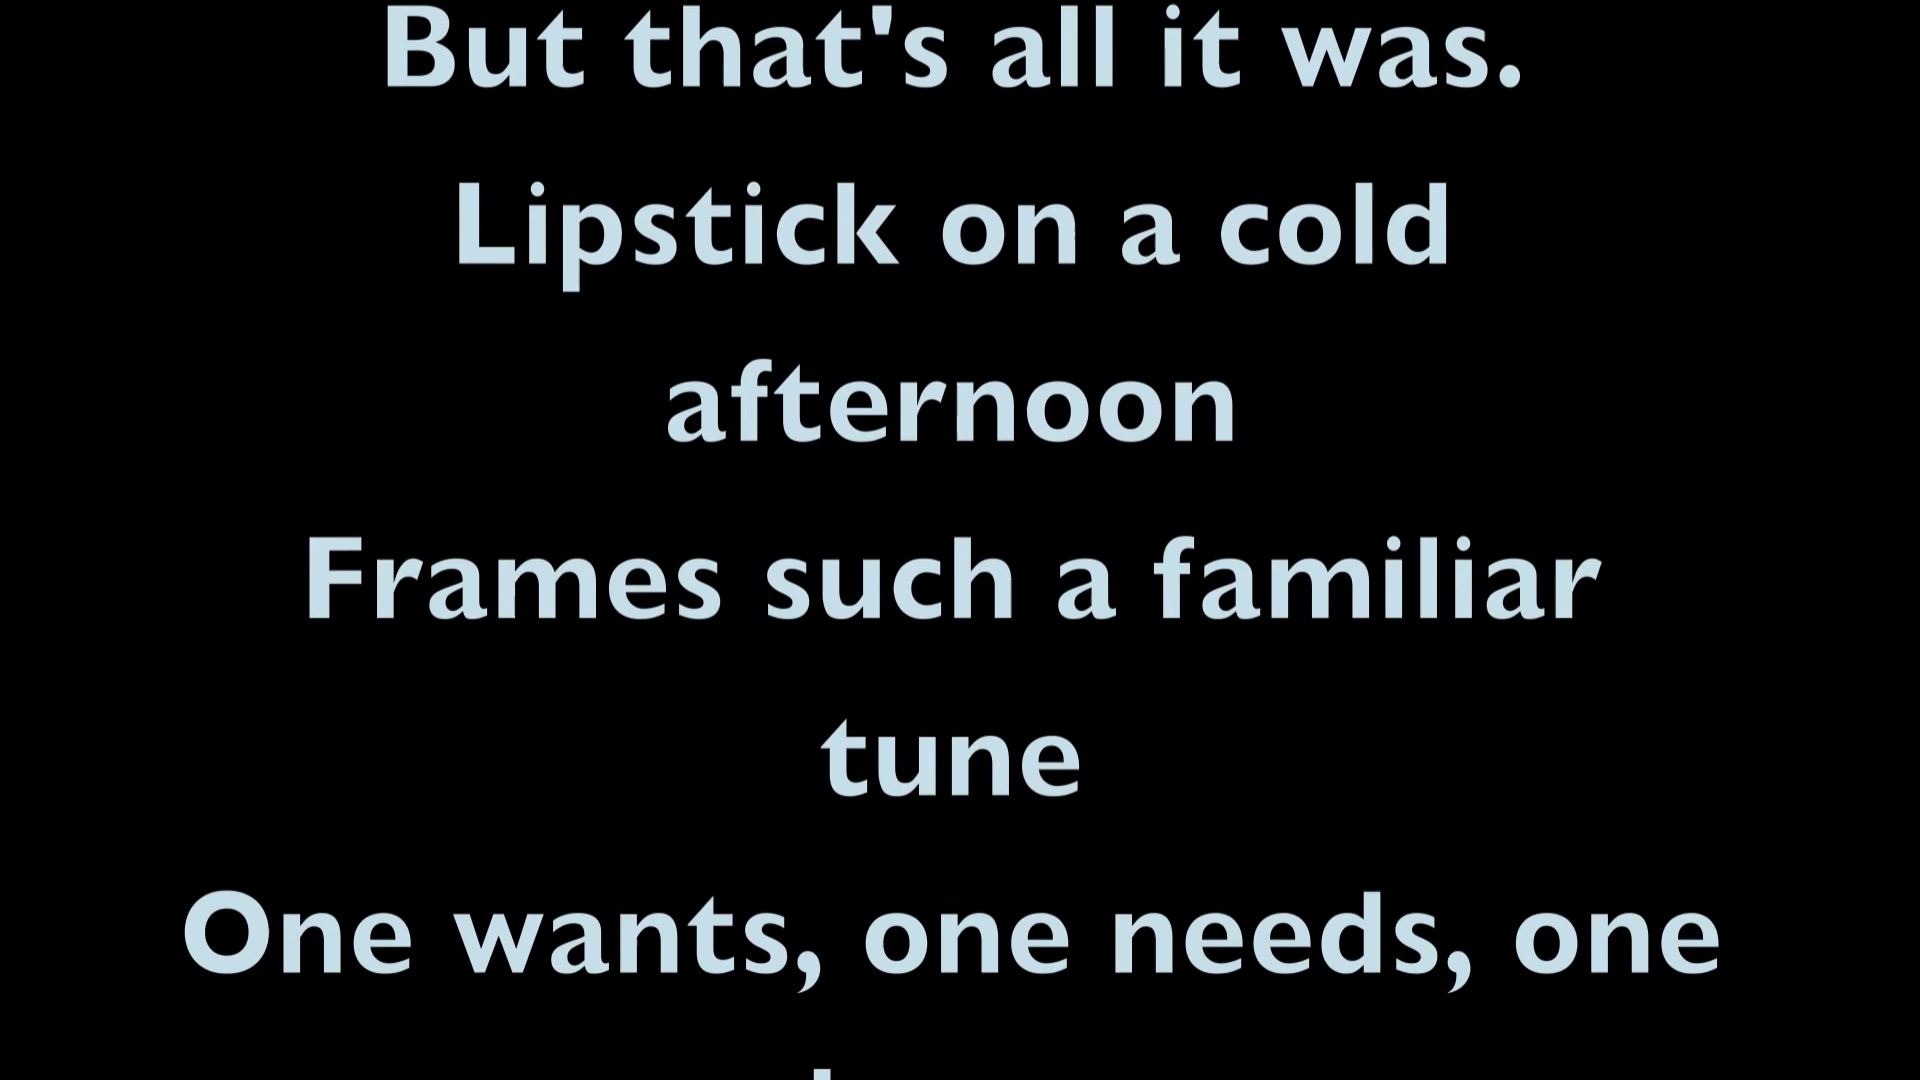 But that's all it was.
Lipstick on a cold
afternoon
Frames such a familiar
tune
One wants, one needs, one